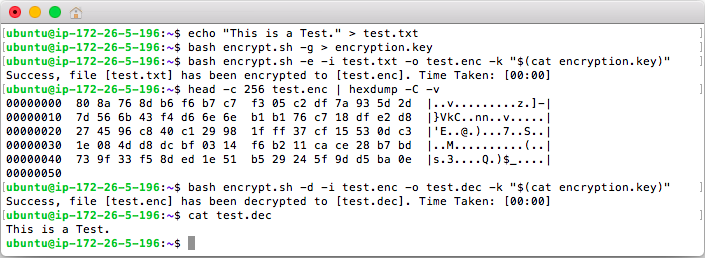 [ubuntu@ip-172-26-5-196:~$ echo "This is a Test." > test.txt ]
[ubuntu@ip-172-26-5-196:~$ bash encrypt.sh -g > encryption.key ]
[ubuntu@ip-172-26-5-196:~$ bash encrypt.sh -e -i test.txt -o test.enc -k "$(cat encryption.key)" ]
Success, file [test.txt] has been encrypted to [test.enc]. Time Taken: [00:00]
[ubuntu@ip-172-26-5-196:~$ head -c 256 test.enc | hexdump -C -v ]
00000000  80 8a 76 8d b6 f6 b7 c7  f3 05 c2 df 7a 93 5d 2d  |..v.........z.]-|
00000010  7d 56 6b 43 f4 d6 6e 6e  b1 b1 76 c7 18 df e2 d8  |}VkC..nn..v.....|
00000020  27 45 96 c8 40 c1 29 98  1f ff 37 cf 15 53 0d c3  |'E..@.)...7..S..|
00000030  1e 08 4d d8 dc bf 03 14  f6 b2 11 ca ce 28 b7 bd  |..M..........(..|
00000040  73 9f 33 f5 8d ed 1e 51  b5 29 24 5f 9d d5 ba 0e  |s.3....Q.)$_....|
00000050
[ubuntu@ip-172-26-5-196:~$ bash encrypt.sh -d -i test.enc -o test.dec -k "$(cat encryption.key)" ]
Success, file [test.enc] has been decrypted to [test.dec]. Time Taken: [00:00]
[ubuntu@ip-172-26-5-196:~$ cat test.dec ]
This is a Test.
ubuntu@ip-172-26-5-196:~$